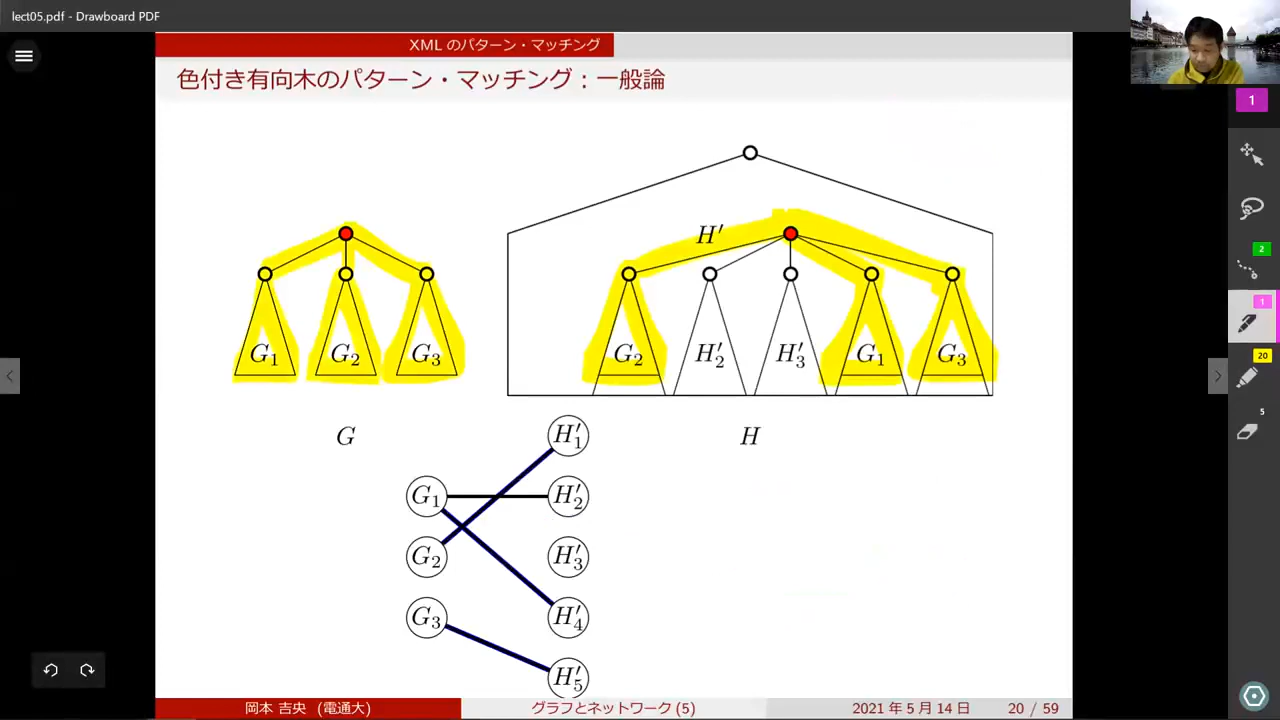 lect05.pdf - Drawboard PDF
XML のパターン・マッチング
色付き有向木のパターン・マッチング：一般論
1
2
1
20
5
H′
G1 G2 G3
G2 H′2 H′3 G1 G3
G
H
H′1
G1 H′2
G2 H′3
G3 H′4
H′5
岡本 吉央 (電通大) グラフとネットワーク (5) 2021 年 5 月 14 日 20 / 59